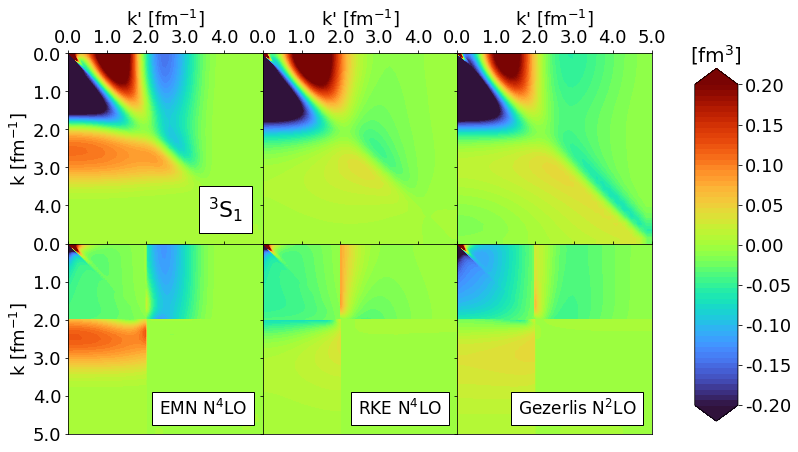 k' [fm⁻¹] k' [fm⁻¹] k' [fm⁻¹]
0.0 1.0 2.0 3.0 4.0 0.0 1.0 2.0 3.0 4.0 0.0 1.0 2.0 3.0 4.0 5.0
[fm³]
0.0
1.0
2.0
3.0
4.0
k [fm⁻¹]
³S₁
0.0
1.0
2.0
3.0
4.0
5.0
k [fm⁻¹]
EMN N⁴LO
RKE N⁴LO
Gezerlis N²LO
0.20
0.15
0.10
0.05
0.00
-0.05
-0.10
-0.15
-0.20